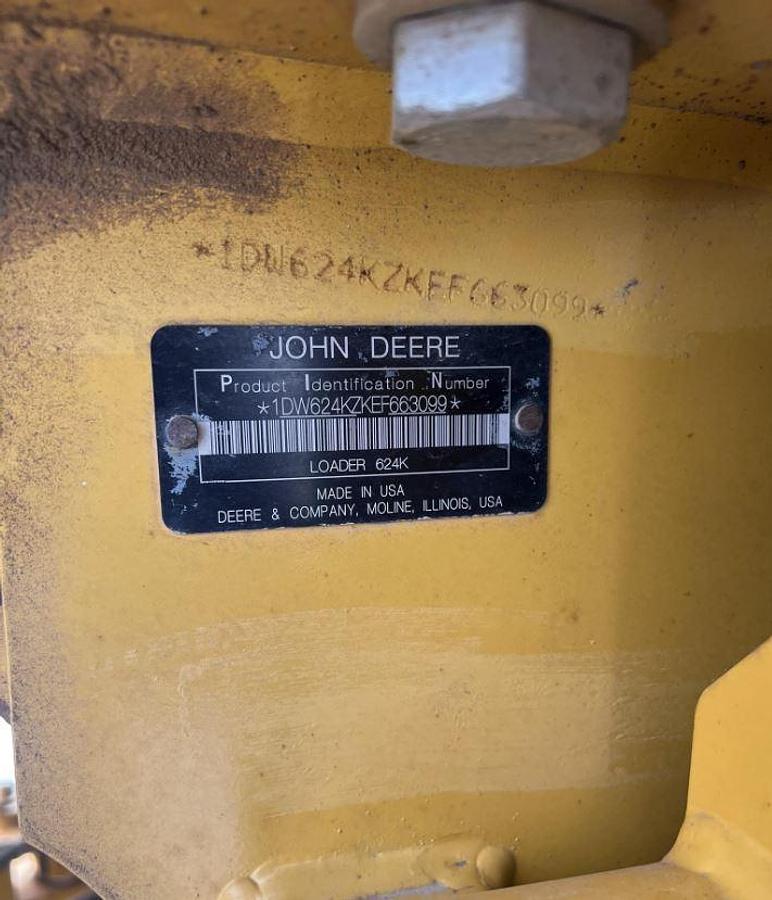 *1DW624KZKEF663099*
JOHN DEERE
Product Identification Number
*1DW624KZKEF663099*
LOADER 624K
MADE IN USA
DEERE & COMPANY, MOLINE, ILLINOIS, USA